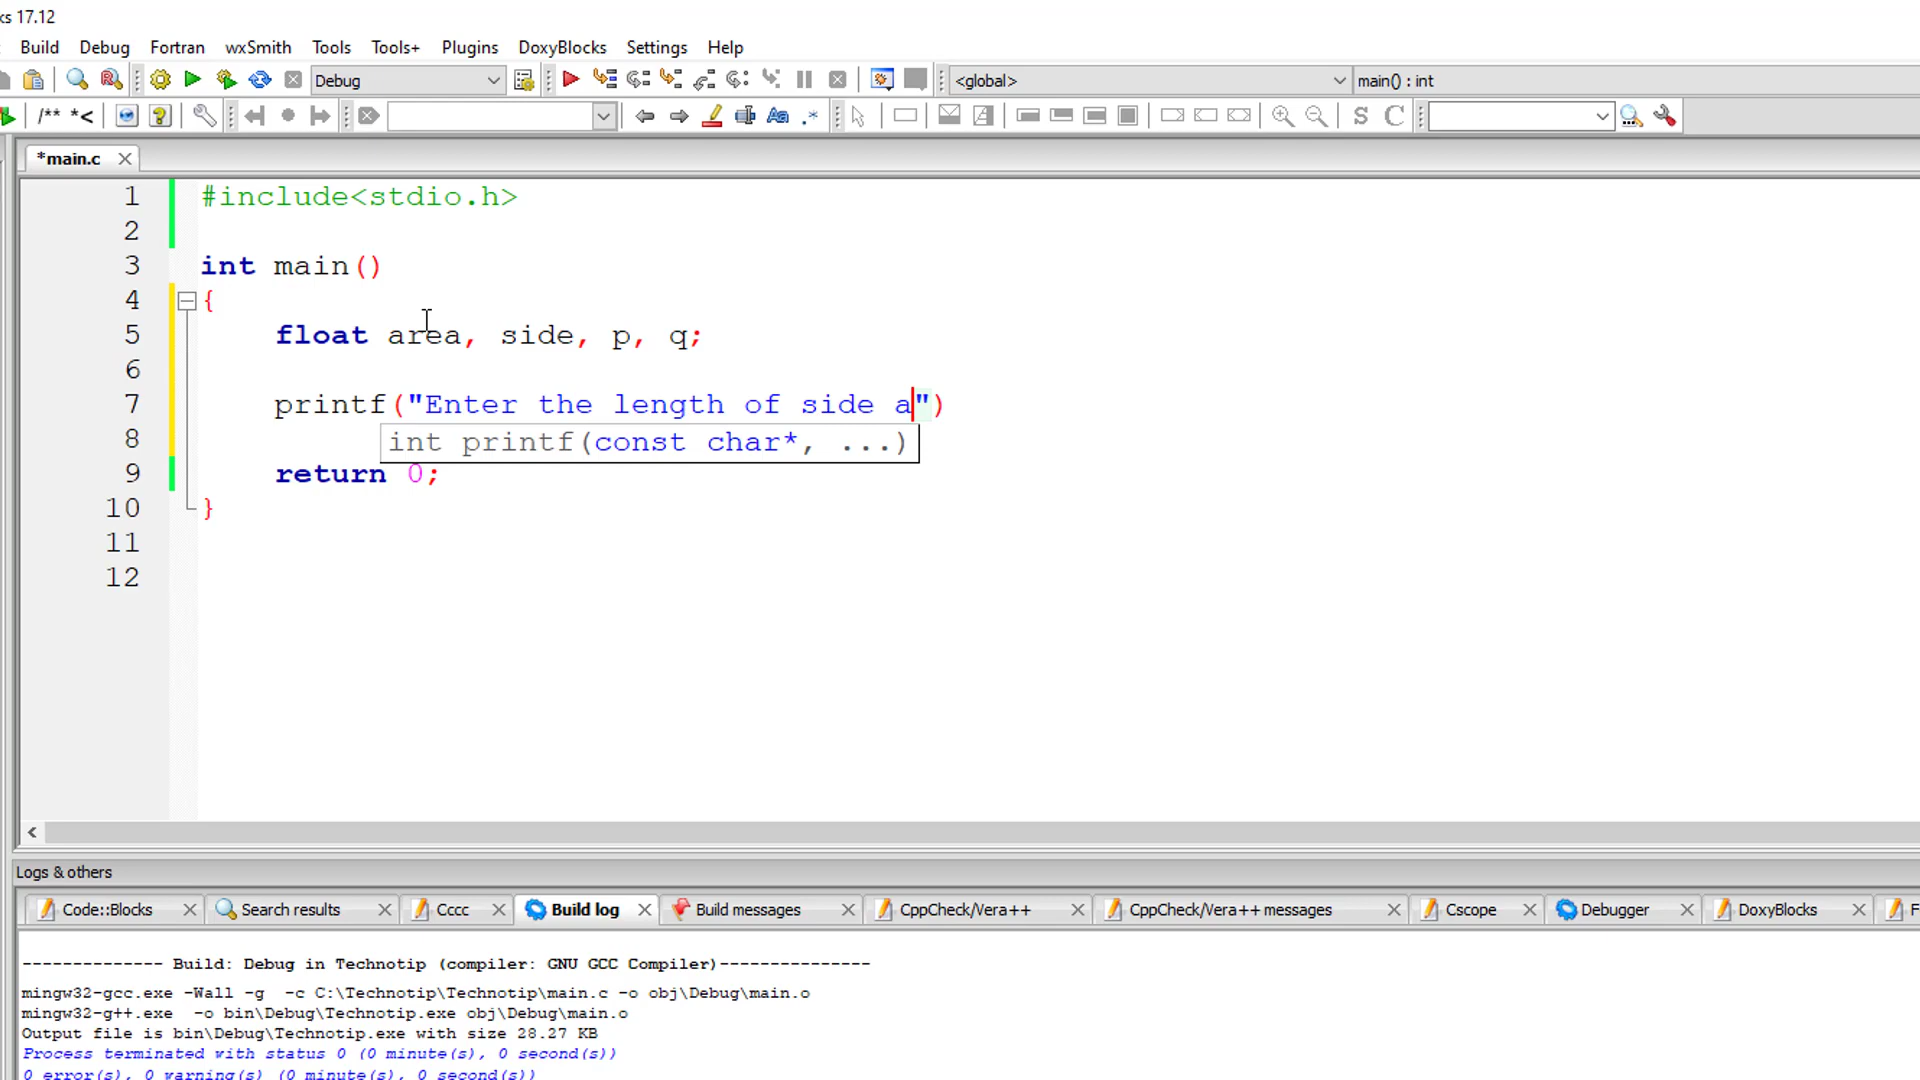 ks 17.12
Build Debug Fortran wxSmith Tools Tools+ Plugins DoxyBlocks Settings Help
Debug <global> main() : int
/** *< Aa .* S C
*main.c
1 #include<stdio.h>
2
3 int main()
4 {
5 float area, side, p, q;
6
7 printf("Enter the length of side a")
8 int printf(const char*, ...)
9 return 0;
10 }
11
12
Logs & others
Code::Blocks Search results Cccc Build log Build messages CppCheck/Vera++ CppCheck/Vera++ messages Cscope Debugger DoxyBlocks F
-------------- Build: Debug in Technotip (compiler: GNU GCC Compiler)---------------
mingw32-gcc.exe -Wall -g -c C:\Technotip\Technotip\main.c -o obj\Debug\main.o
mingw32-g++.exe -o bin\Debug\Technotip.exe obj\Debug\main.o
Output file is bin\Debug\Technotip.exe with size 28.27 KB
Process terminated with status 0 (0 minute(s), 0 second(s))
0 error(s), 0 warning(s) (0 minute(s), 0 second(s))